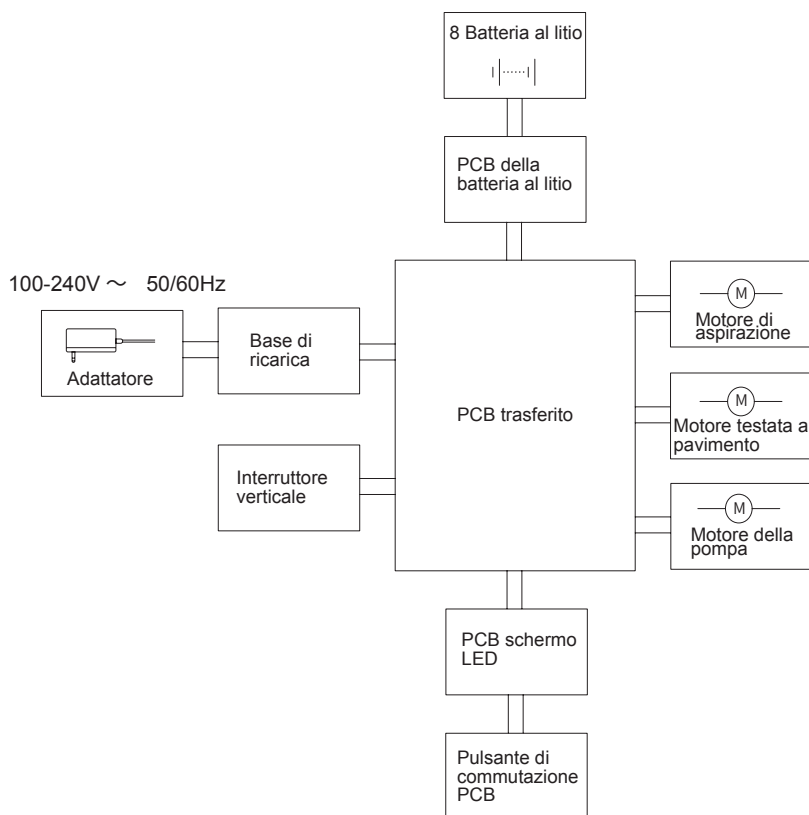 8 Batteria al litio
PCB della
batteria al litio
100-240V ～ 50/60Hz
Adattatore
Base di
ricarica
Interruttore
verticale
PCB trasferito
M
Motore di
aspirazione
M
Motore testata a
pavimento
M
Motore della
pompa
PCB schermo
LED
Pulsante di
commutazione
PCB